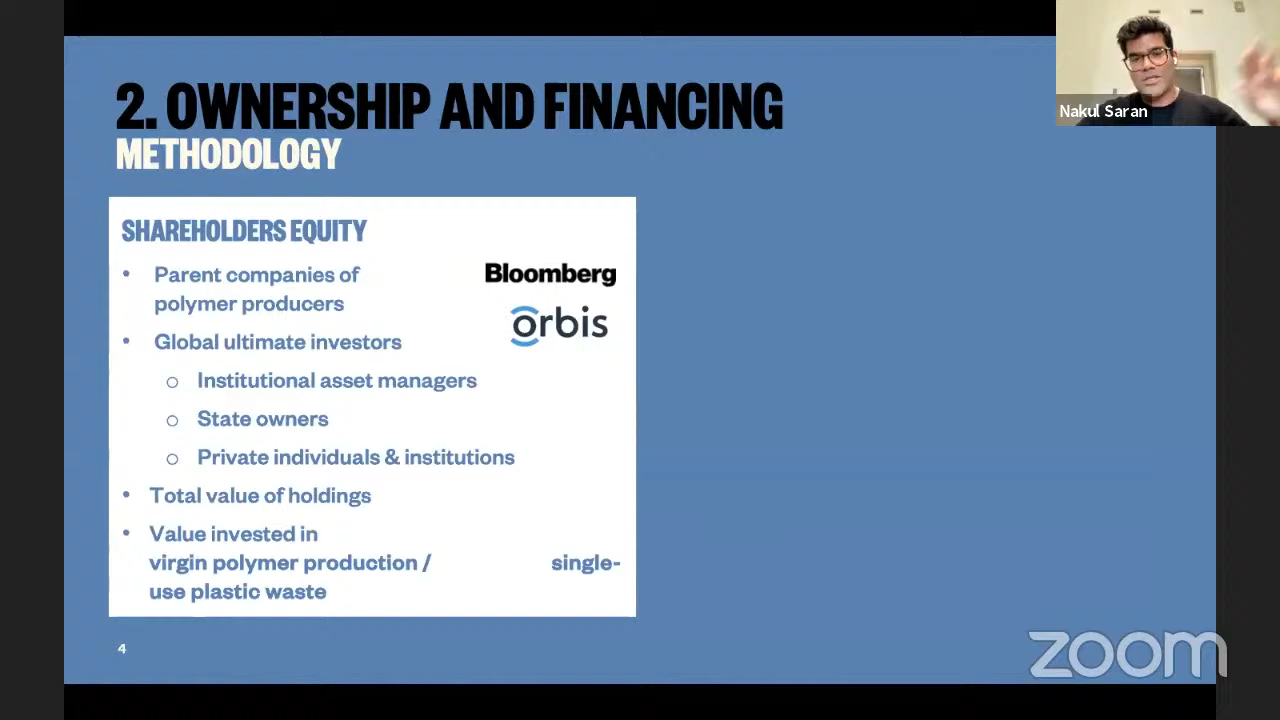 2. OWNERSHIP AND FINANCING
METHODOLOGY
Nakul Saran
SHAREHOLDERS EQUITY
• Parent companies of
polymer producers
Bloomberg
orbis
• Global ultimate investors
o Institutional asset managers
o State owners
o Private individuals & institutions
• Total value of holdings
• Value invested in
virgin polymer production / single-
use plastic waste
4
zoom